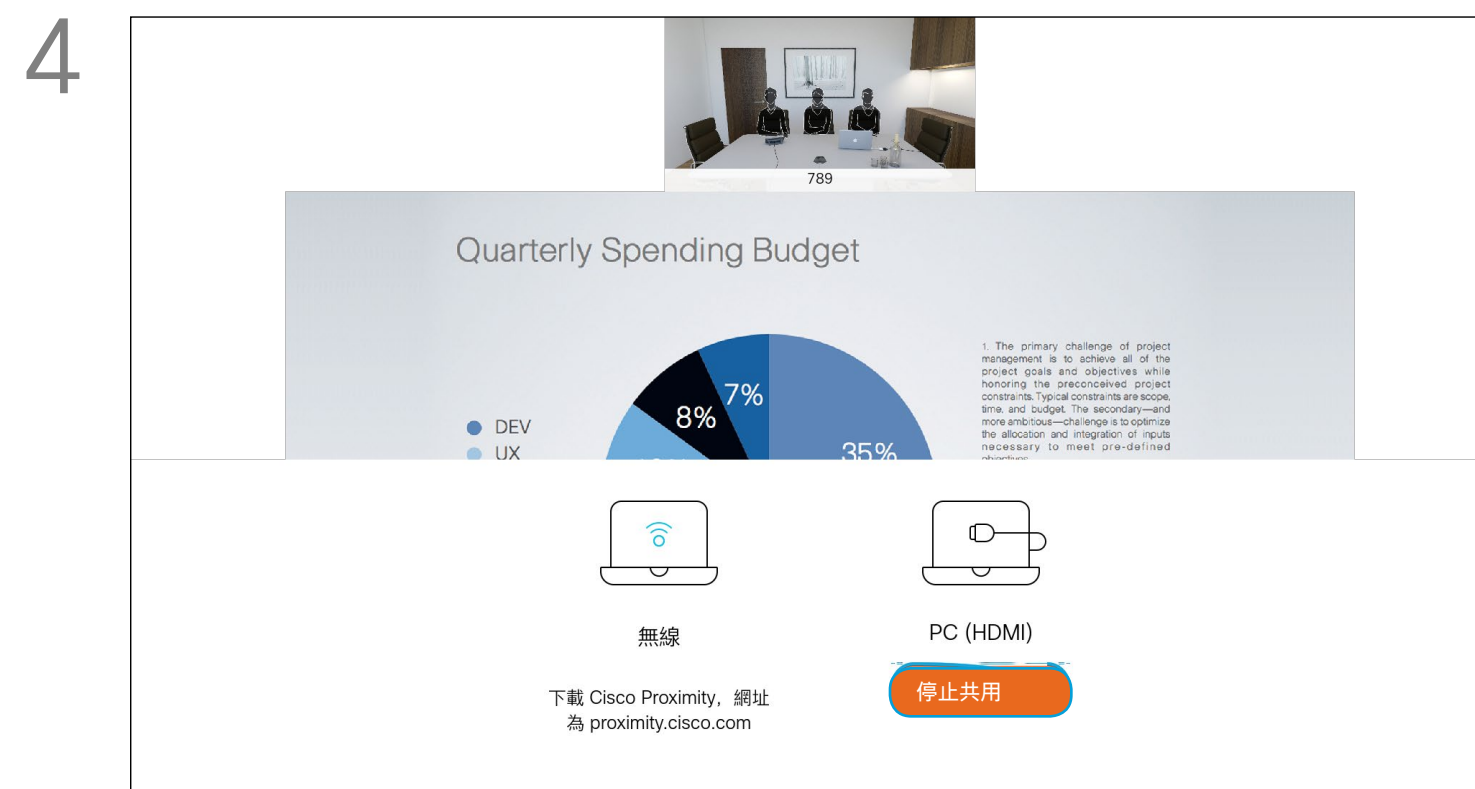 4
789
Quarterly Spending Budget
1. The primary challenge of project
management is to achieve all of the
project goals and objectives while
honoring the preconceived project
constraints. Typical constraints are scope,
time, and budget. The secondary—and
more ambitious—challenge is to optimize
the allocation and integration of inputs
necessary to meet pre-defined
objectives.
7%
8%
35%
DEV
UX
無線
PC (HDMI)
下載 Cisco Proximity，網址
為 proximity.cisco.com
停止共用